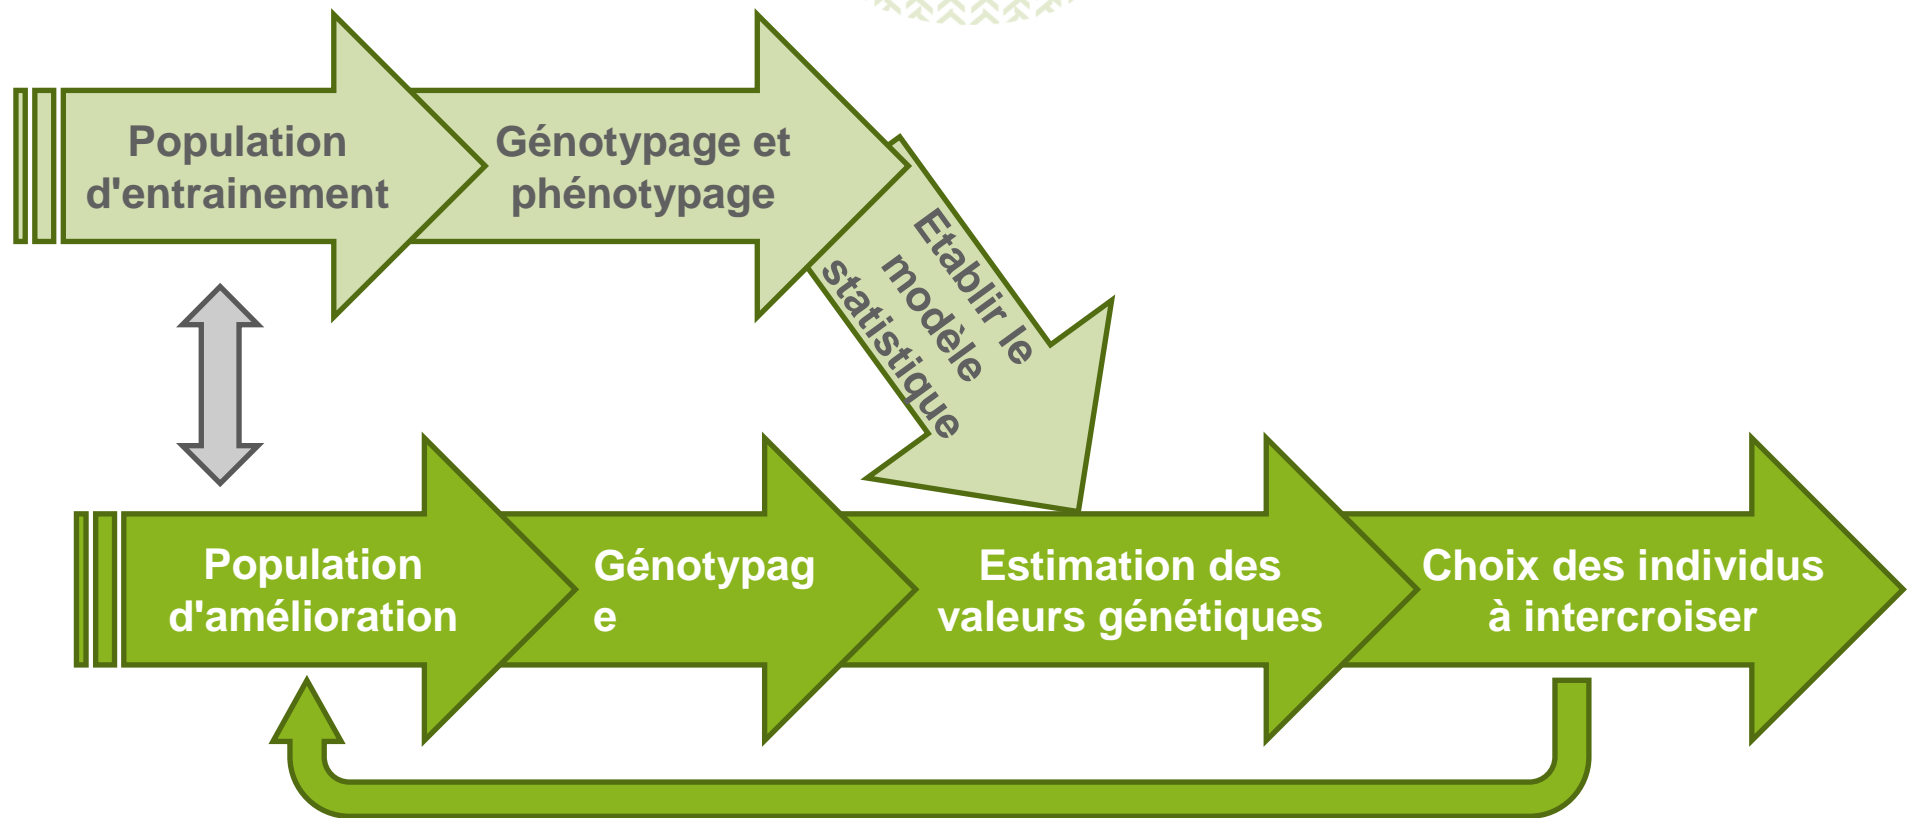 Population
d'entrainement
Génotypage et
phénotypage
Etablir le
modèle
statistique
Population
d'amélioration
Génotypag
e
Estimation des
valeurs génétiques
Choix des individus
à intercroiser